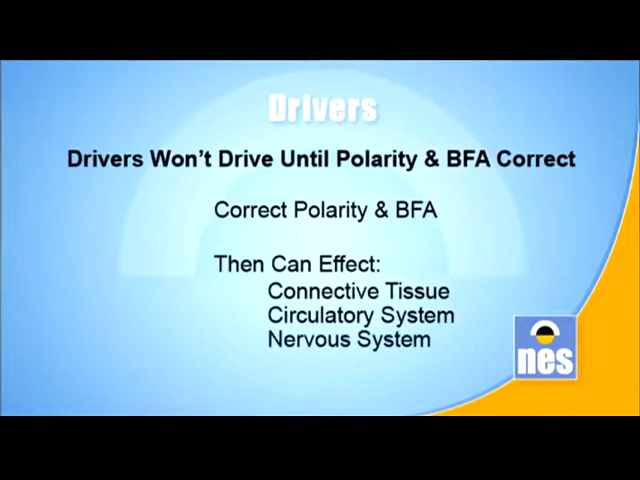 Drivers
Drivers Won't Drive Until Polarity & BFA Correct
Correct Polarity & BFA
Then Can Effect:
Connective Tissue
Circulatory System
Nervous System
nes